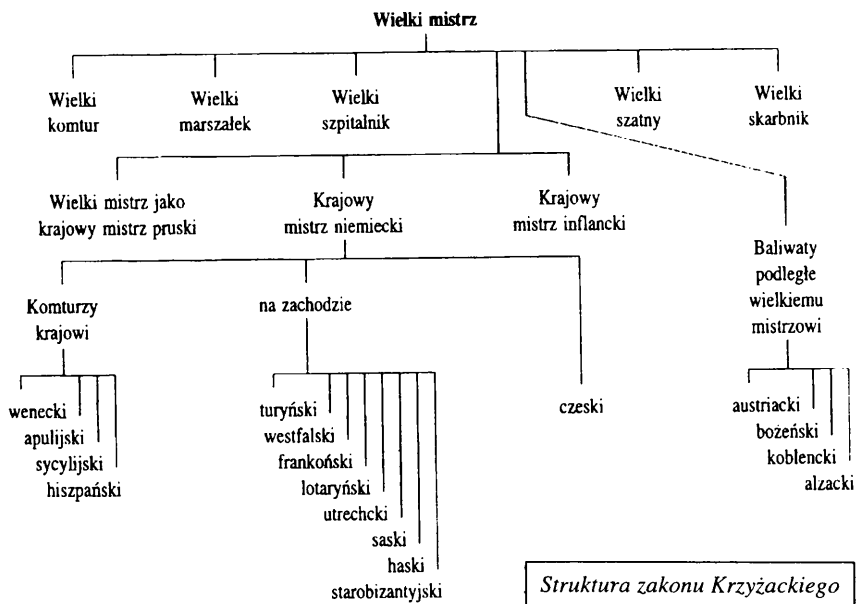 Wielki mistrz
Wielki
komtur
Wielki
marszałek
Wielki
szpitalnik
Wielki
szatny
Wielki
skarbnik
Wielki mistrz jako
krajowy mistrz pruski
Krajowy
mistrz niemiecki
Krajowy
mistrz inflancki
Baliwaty
podległe
wielkiemu
mistrzowi
Komturzy
krajowi
na zachodzie
wenecki
apulijski
sycylijski
hiszpański
turyński
westfalski
frankoński
lotaryński
utrechcki
saski
haski
starobizantyjski
czeski
austriacki
bożeński
koblencki
alzacki
Struktura zakonu Krzyżackiego